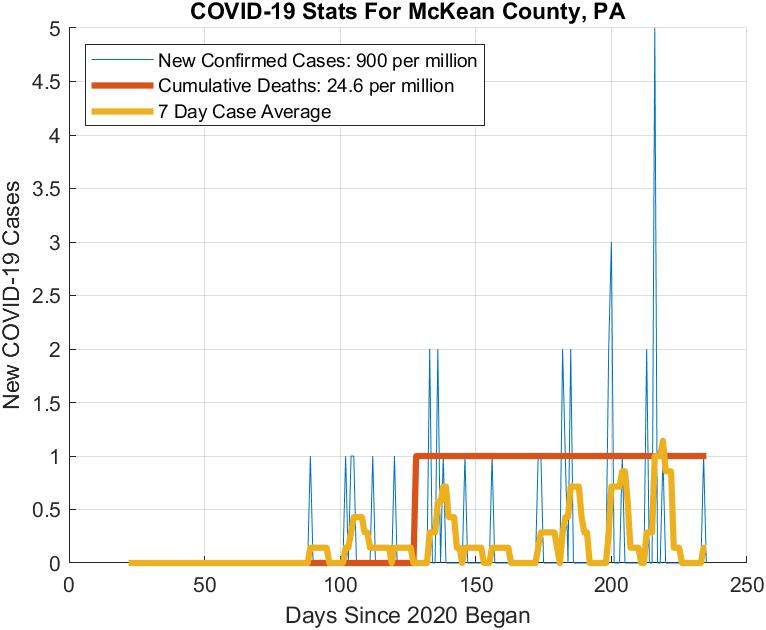 COVID-19 Stats For McKean County, PA
New Confirmed Cases: 900 per million
Cumulative Deaths: 24.6 per million
7 Day Case Average
New COVID-19 Cases
5
4.5
4
3.5
3
2.5
2
1.5
1
0.5
0
0 50 100 150 200 250
Days Since 2020 Began